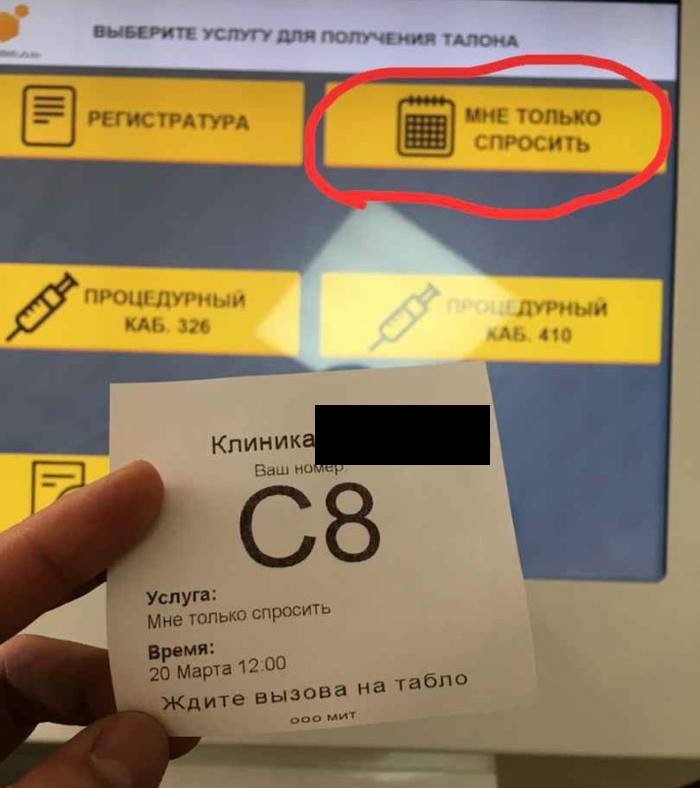 ВЫБЕРИТЕ УСЛУГУ ДЛЯ ПОЛУЧЕНИЯ ТАЛОНА
РЕГИСТРАТУРА
МНЕ ТОЛЬКО
СПРОСИТЬ
ПРОЦЕДУРНЫЙ
КАБ. 326
ПРОЦЕДУРНЫЙ
КАБ. 410
Клиника
Ваш номер:
С8
Услуга:
Мне только спросить
Время:
20 Марта 12:00
Ждите вызова на табло
ООО МИТ